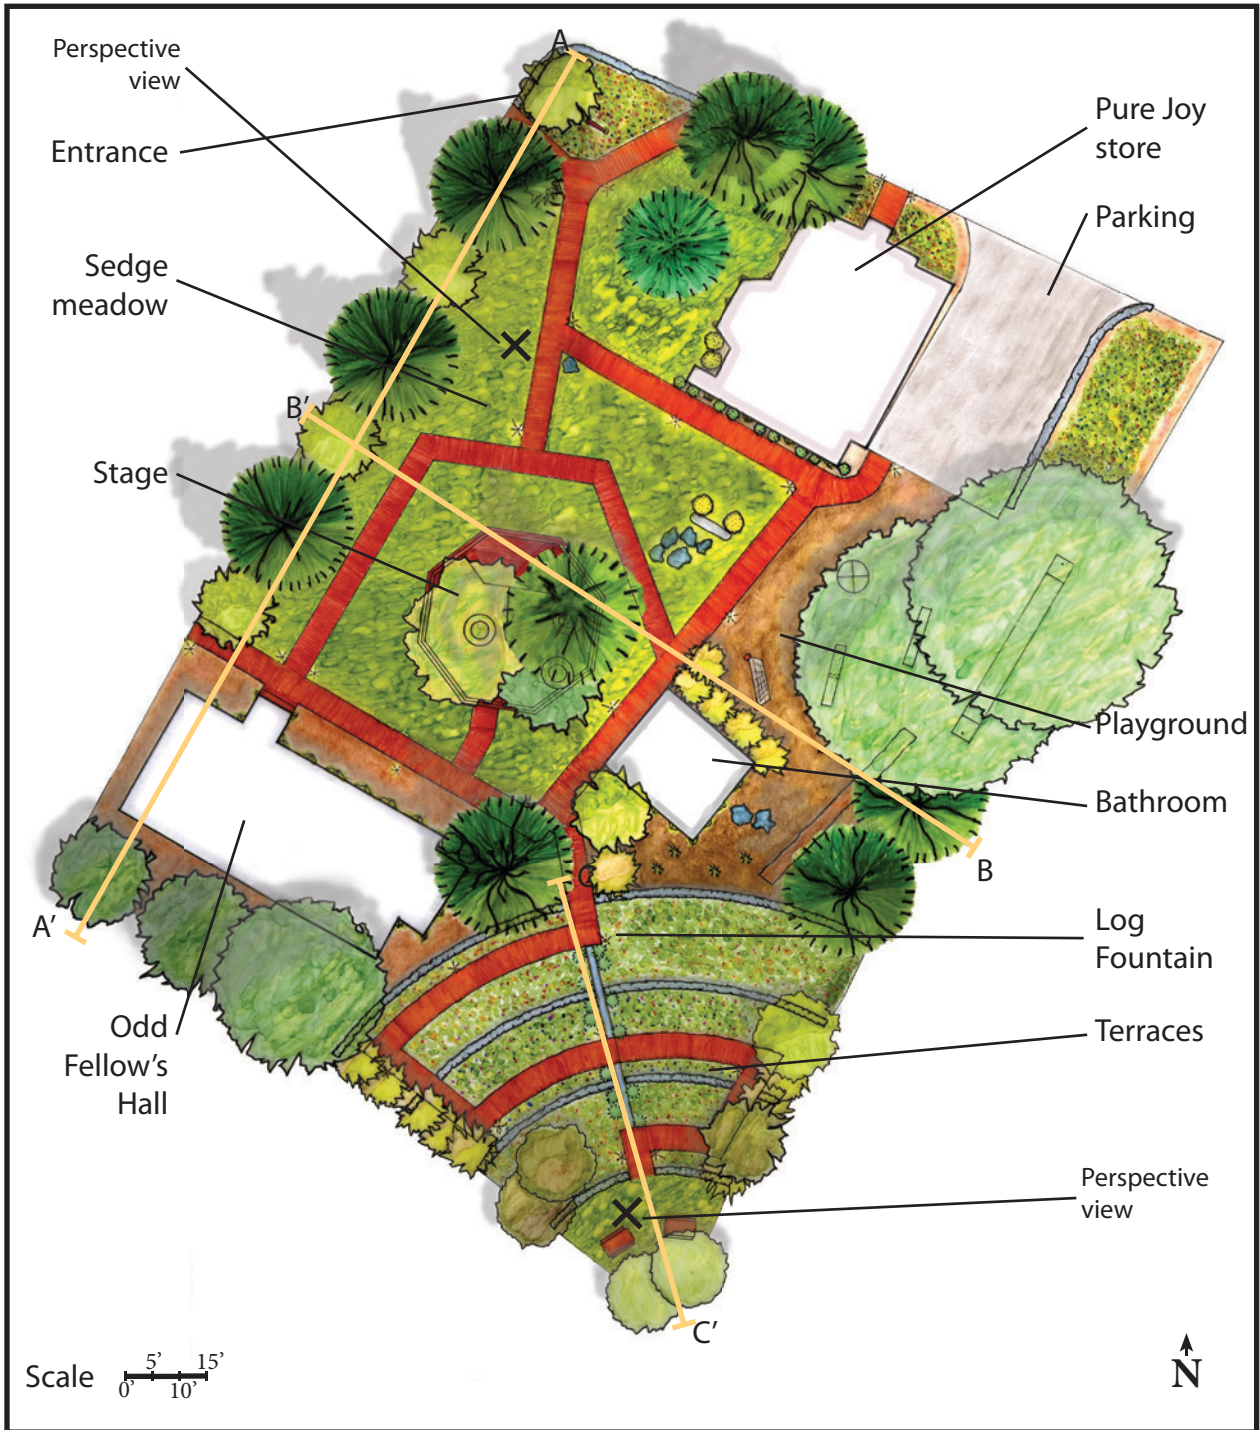 Perspective
view
Entrance
Sedge
meadow
Stage
Odd
Fellow's
Hall
A
B'
A'
C
B
C'
Pure Joy
store
Parking
Playground
Bathroom
Log
Fountain
Terraces
Perspective
view
Scale
5' 15'
0' 10'
N